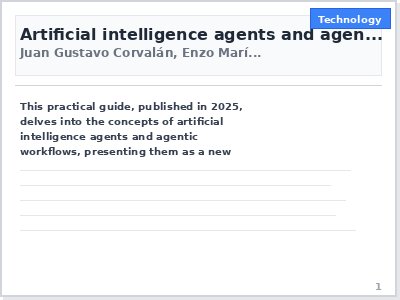 Technology
Artificial intelligence agents and agen...
Juan Gustavo Corvalán, Enzo Marí...
This practical guide, published in 2025,
delves into the concepts of artificial
intelligence agents and agentic
workflows, presenting them as a new
1